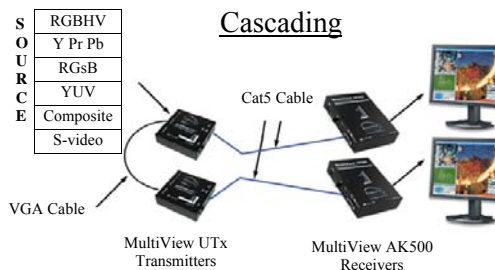 Cascading
SOURCE
RGBHV
Y Pr Pb
RGsB
YUV
Composite
S-video
Cat5 Cable
VGA Cable
MultiView UTx
Transmitters
MultiView AK500
Receivers